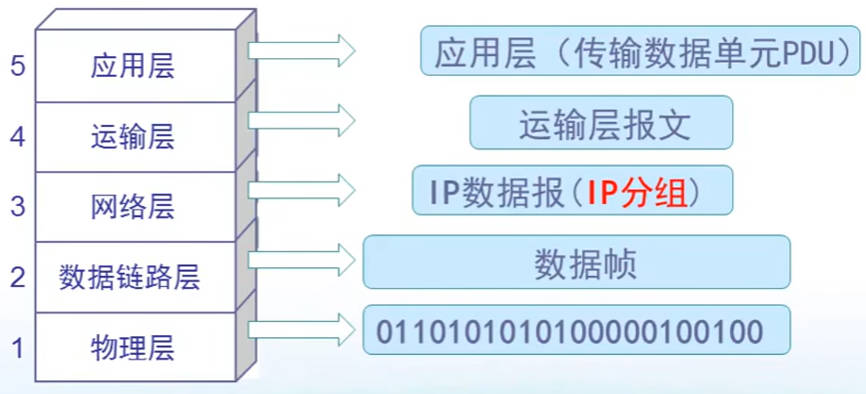 5 应用层 应用层（传输数据单元PDU）
4 运输层 运输层报文
3 网络层 IP数据报(IP分组)
2 数据链路层 数据帧
1 物理层 0110101010100000100100